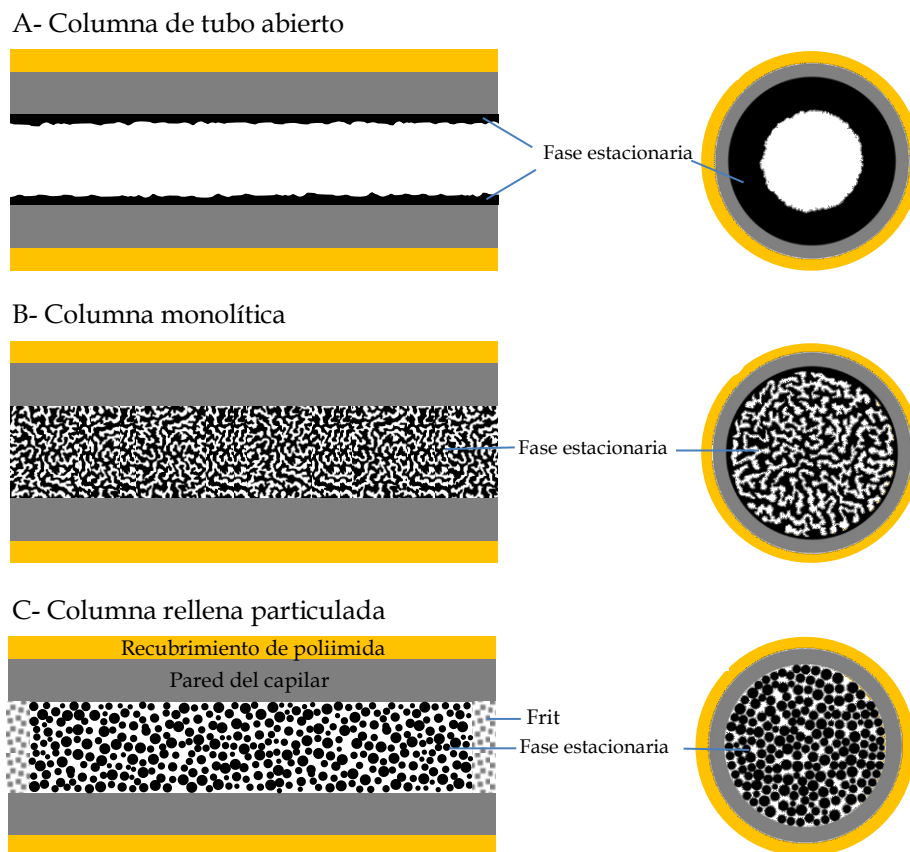 A- Columna de tubo abierto
Fase estacionaria
B- Columna monolítica
Fase estacionaria
C- Columna rellena particulada
Recubrimiento de poliimida
Pared del capilar
Frit
Fase estacionaria